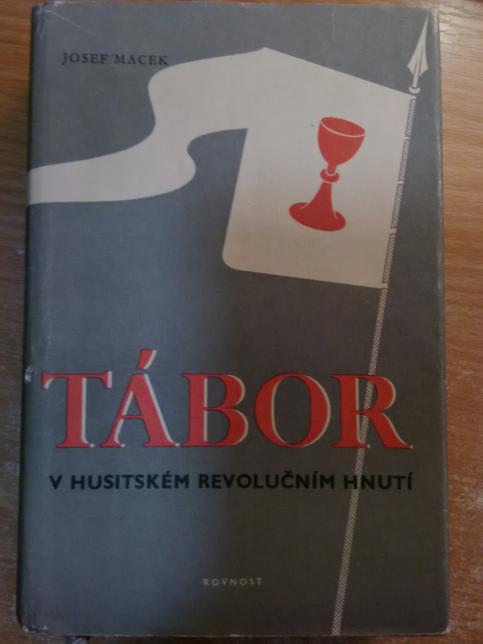 JOSEF MACEK
TÁBOR
V HUSITSKÉM REVOLUČNÍM HNUTÍ
ROVNOST